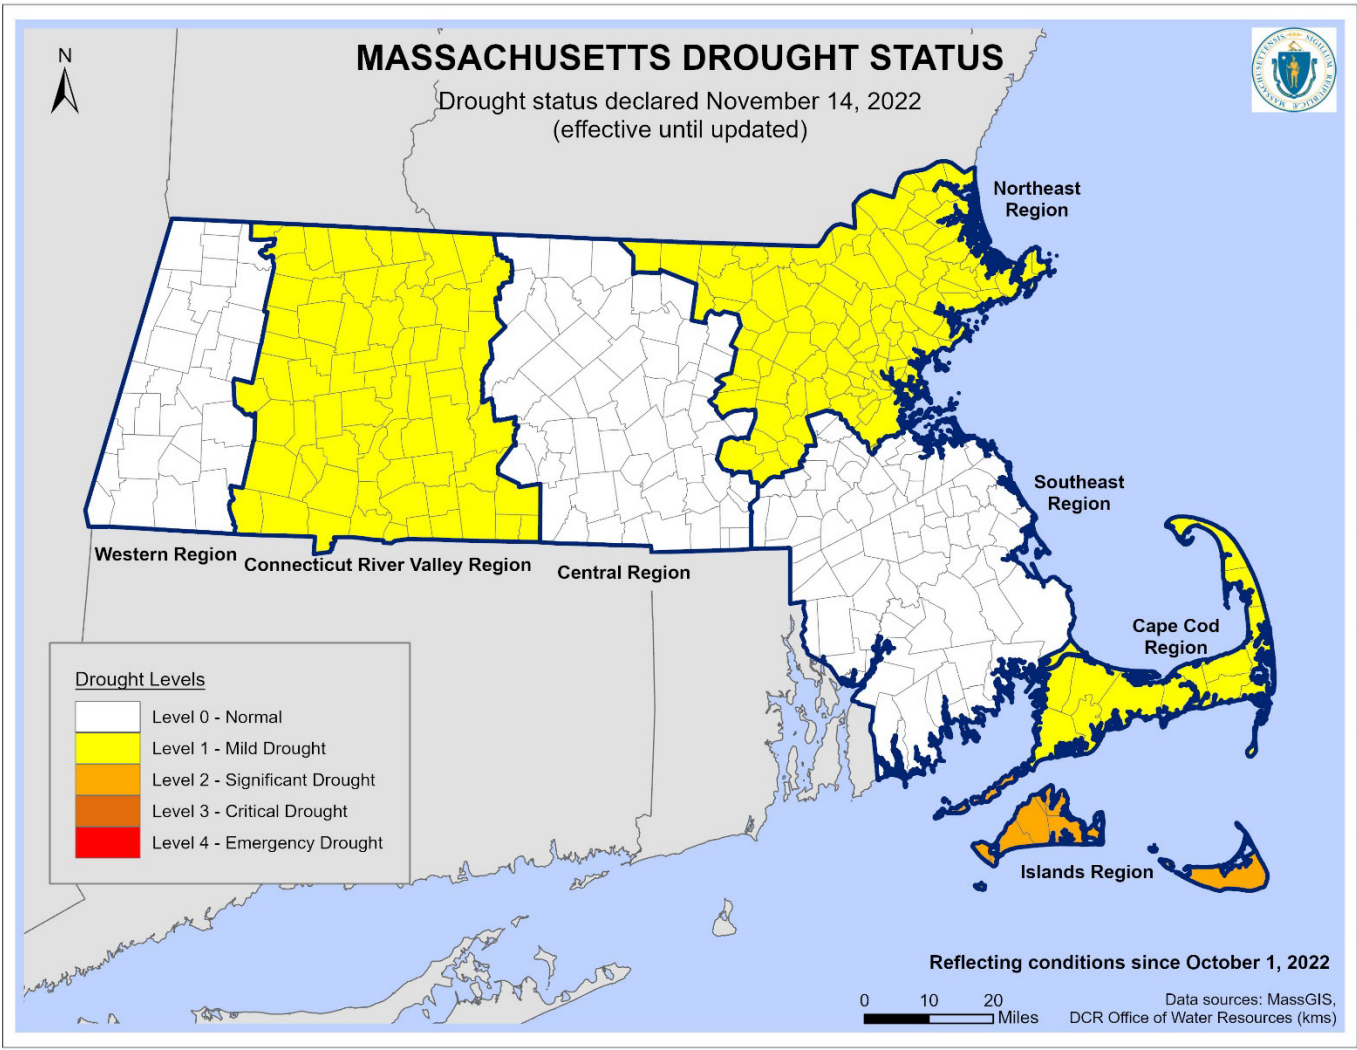 MASSACHUSETTS DROUGHT STATUS
Drought status declared November 14, 2022
(effective until updated)
N
Northeast
Region
Southeast
Region
Cape Cod
Region
Western Region
Connecticut River Valley Region
Central Region
Islands Region
Drought Levels
Level 0 - Normal
Level 1 - Mild Drought
Level 2 - Significant Drought
Level 3 - Critical Drought
Level 4 - Emergency Drought
Reflecting conditions since October 1, 2022
0 10 20
Miles
Data sources: MassGIS,
DCR Office of Water Resources (kms)